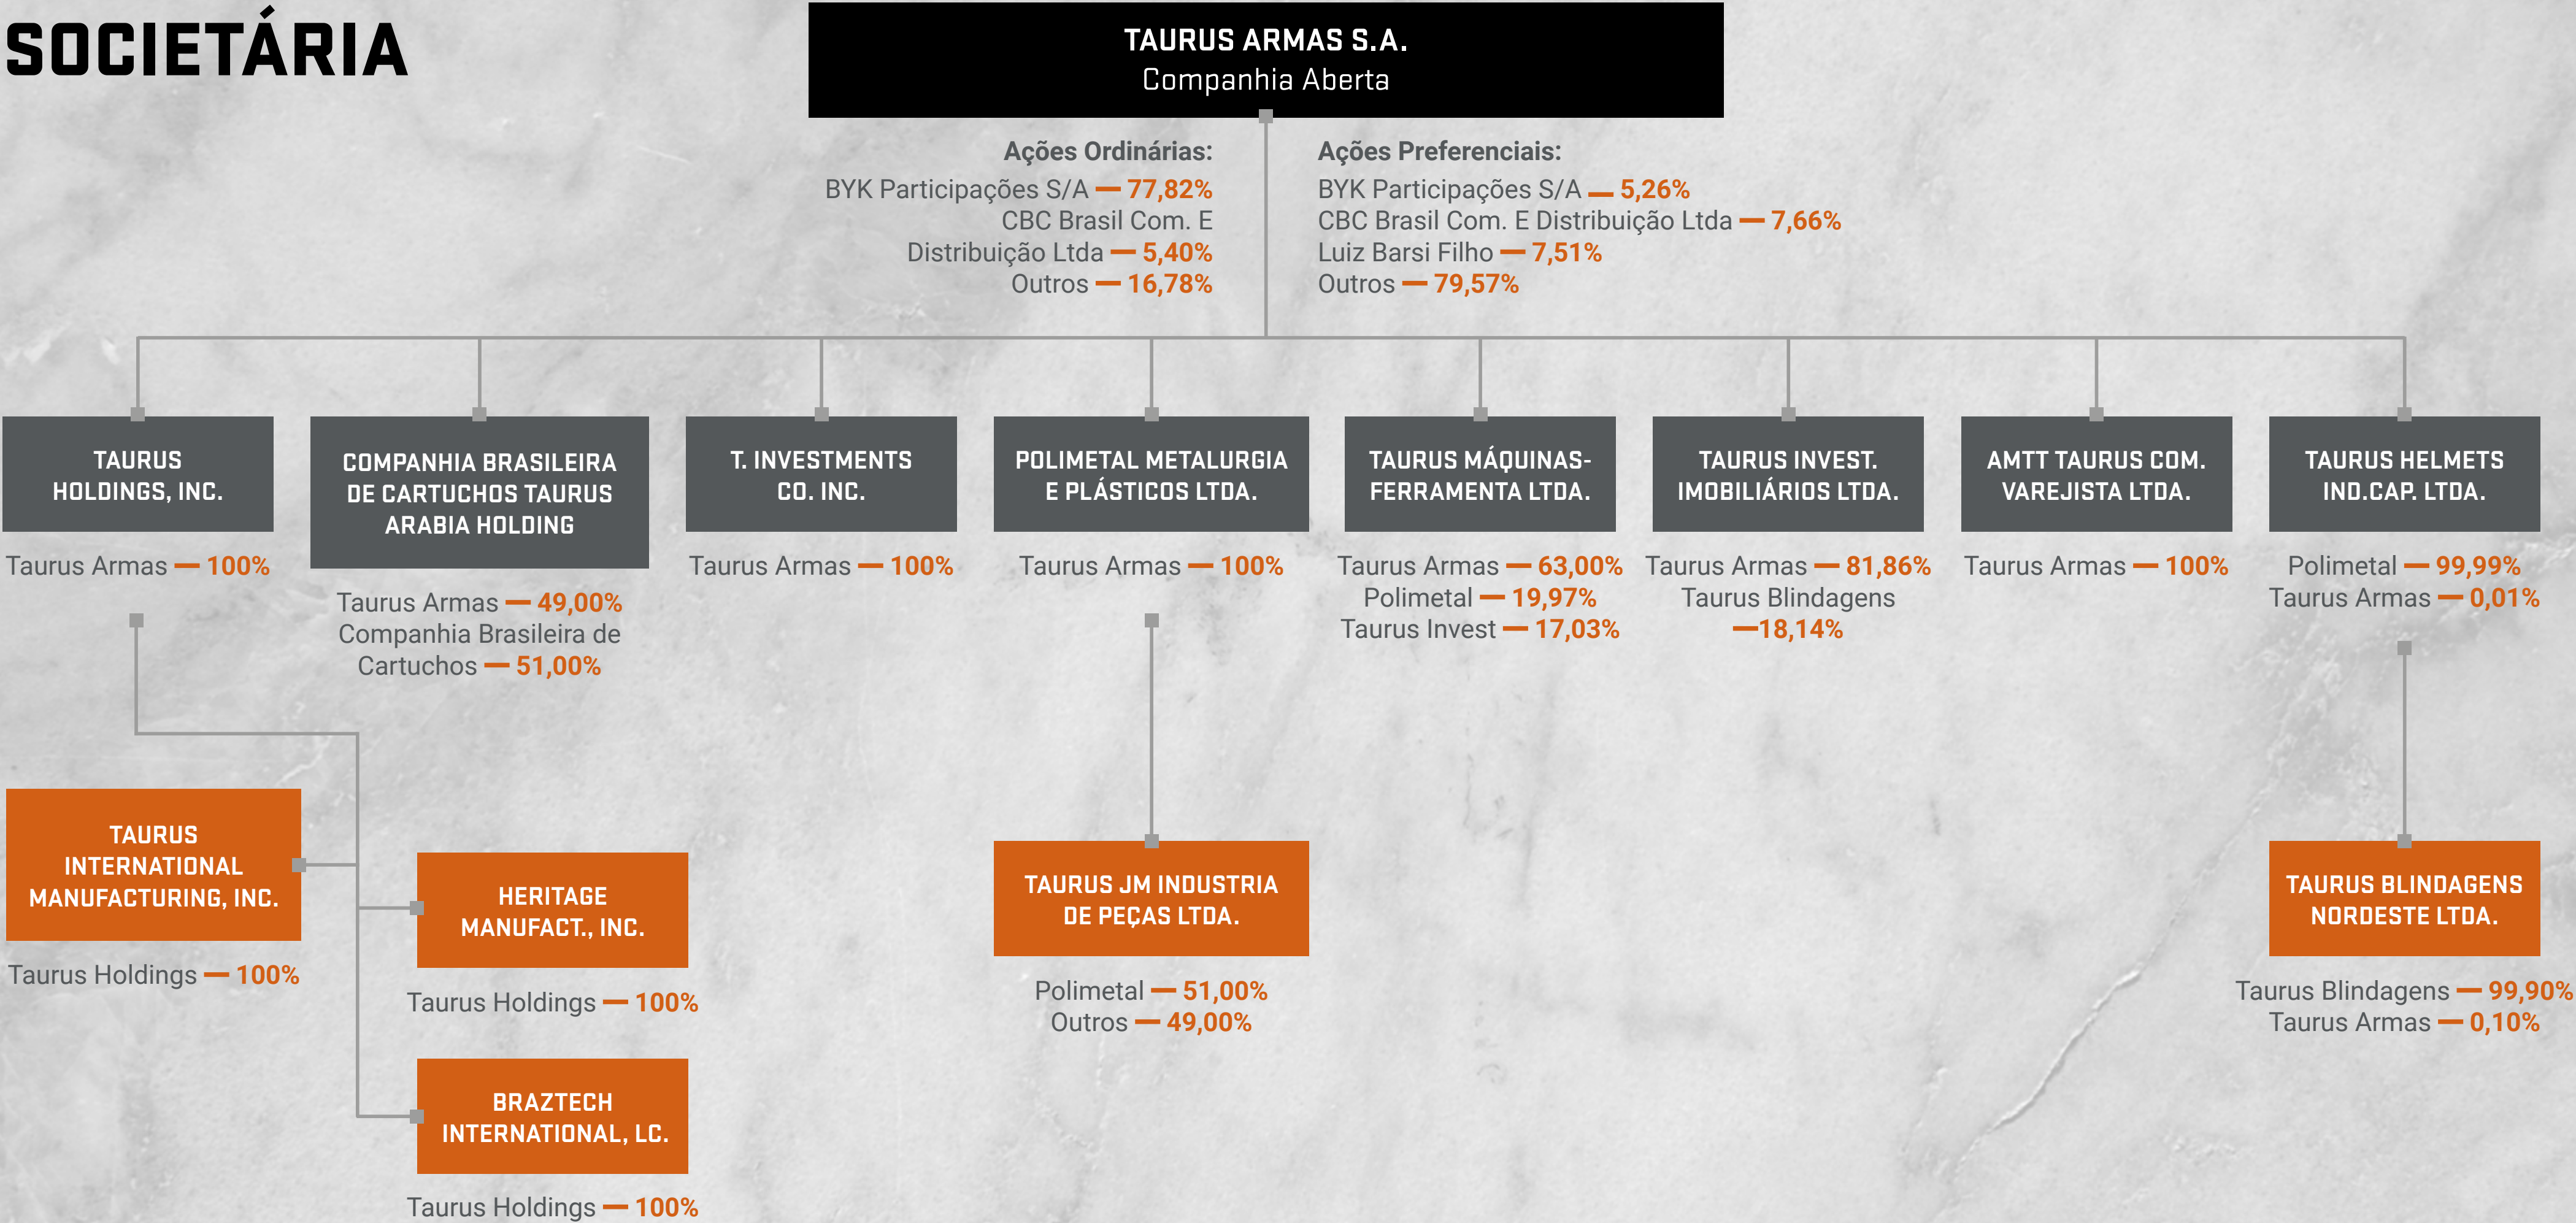 SOCIETÁRIA
TAURUS ARMAS S.A.
Companhia Aberta
Ações Ordinárias:
BYK Participações S/A — 77,82%
CBC Brasil Com. E
Distribuição Ltda — 5,40%
Outros — 16,78%
Ações Preferenciais:
BYK Participações S/A — 5,26%
CBC Brasil Com. E Distribuição Ltda — 7,66%
Luiz Barsi Filho — 7,51%
Outros — 79,57%
TAURUS
HOLDINGS, INC.
Taurus Armas — 100%
COMPANHIA BRASILEIRA
DE CARTUCHOS TAURUS
ARABIA HOLDING
Taurus Armas — 49,00%
Companhia Brasileira de
Cartuchos — 51,00%
T. INVESTMENTS
CO. INC.
Taurus Armas — 100%
POLIMETAL METALURGIA
E PLÁSTICOS LTDA.
Taurus Armas — 100%
TAURUS MÁQUINAS-
FERRAMENTA LTDA.
Taurus Armas — 63,00%
Polimetal — 19,97%
Taurus Invest — 17,03%
TAURUS INVEST.
IMOBILIÁRIOS LTDA.
Taurus Armas — 81,86%
Taurus Blindagens
—18,14%
AMTT TAURUS COM.
VAREJISTA LTDA.
Taurus Armas — 100%
TAURUS HELMETS
IND.CAP. LTDA.
Polimetal — 99,99%
Taurus Armas — 0,01%
TAURUS
INTERNATIONAL
MANUFACTURING, INC.
Taurus Holdings — 100%
HERITAGE
MANUFACT., INC.
Taurus Holdings — 100%
BRAZTECH
INTERNATIONAL, LC.
Taurus Holdings — 100%
TAURUS JM INDUSTRIA
DE PEÇAS LTDA.
Polimetal — 51,00%
Outros — 49,00%
TAURUS BLINDAGENS
NORDESTE LTDA.
Taurus Blindagens — 99,90%
Taurus Armas — 0,10%